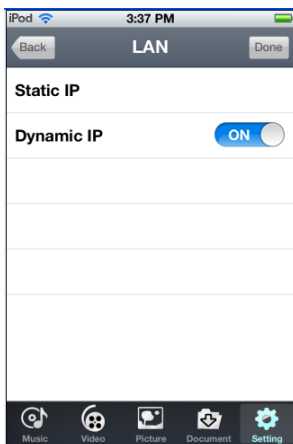 iPod 3:37 PM
Back LAN Done
Static IP
Dynamic IP ON
Music Video Picture Document Setting